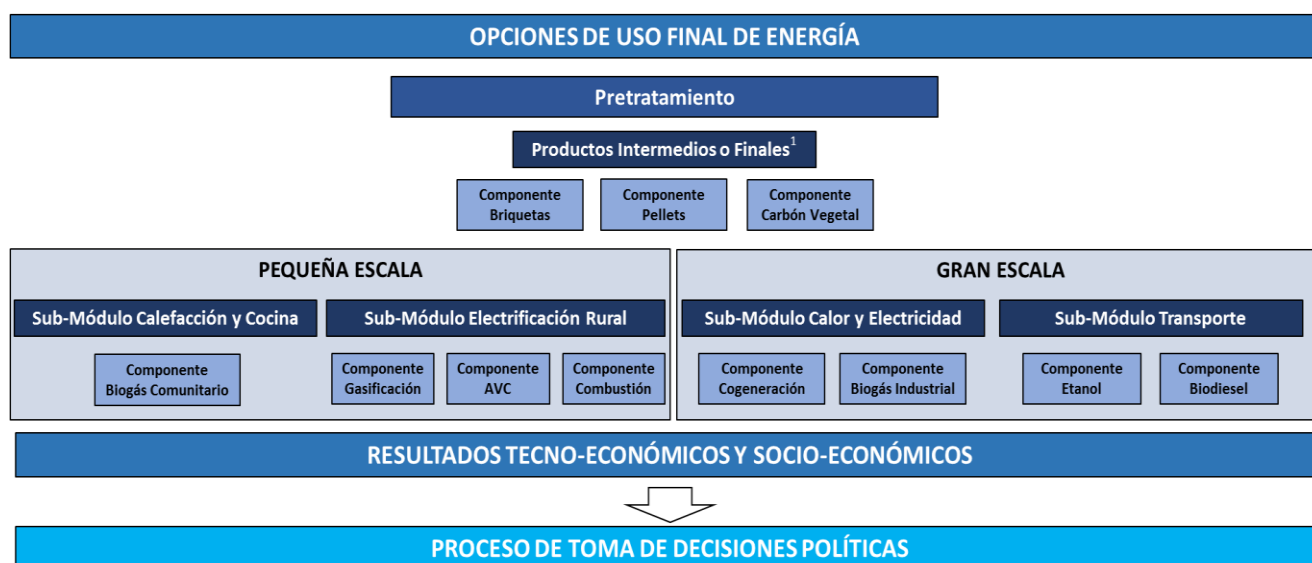 OPCIONES DE USO FINAL DE ENERGÍA
Pretratamiento
Productos Intermedios o Finales1
Componente
Briquetas
Componente
Pellets
Componente
Carbón Vegetal
PEQUEÑA ESCALA
Sub-Módulo Calefacción y Cocina
Componente
Biogás Comunitario
Sub-Módulo Electrificación Rural
Componente
Gasificación
Componente
AVC
Componente
Combustión
GRAN ESCALA
Sub-Módulo Calor y Electricidad
Componente
Cogeneración
Componente
Biogás Industrial
Sub-Módulo Transporte
Componente
Etanol
Componente
Biodiesel
RESULTADOS TECNO-ECONÓMICOS Y SOCIO-ECONÓMICOS
PROCESO DE TOMA DE DECISIONES POLÍTICAS